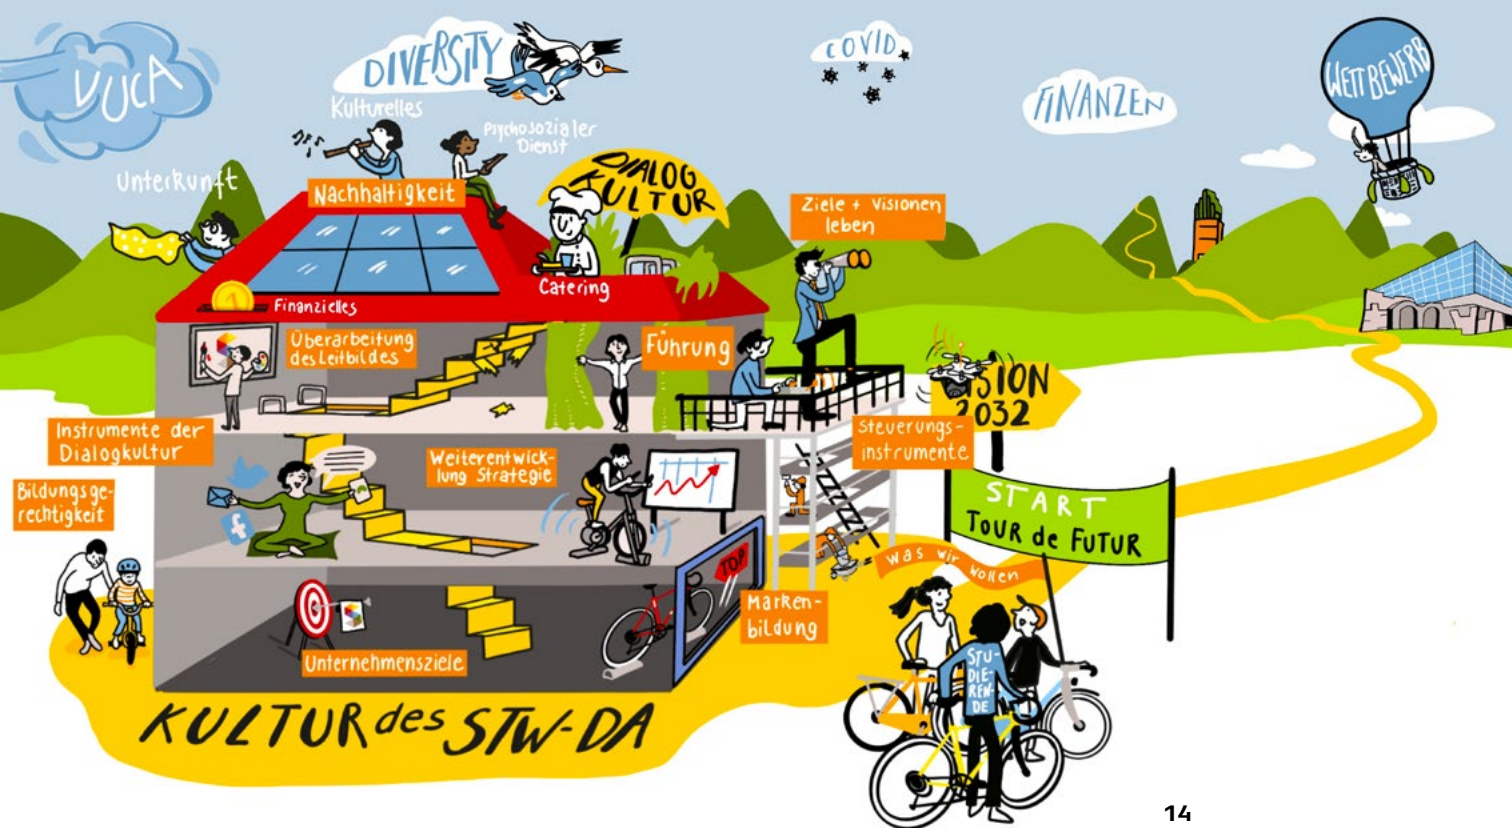 VUCA
DIVERSITY
COVID
FINANZEN
WETTBEWERB
Kulturelles
Psychosozialer
Dienst
Unterkunft
Nachhaltigkeit
DIALOG
KULTUR
Ziele + Visionen
leben
Catering
1
Finanzielles
Überarbeitung
des Leitbildes
Führung
SION
2032
Instrumente der
Dialogkultur
Steuerungs-
instrumente
Weiterentwick-
lung Strategie
Bildungsge-
rechtigkeit
f
START
TOUR de FUTUR
Was wir wollen
TOP
Marken-
bildung
Unternehmensziele
STU-
DIE-
REN-
DE
KULTUR des STW-DA
14